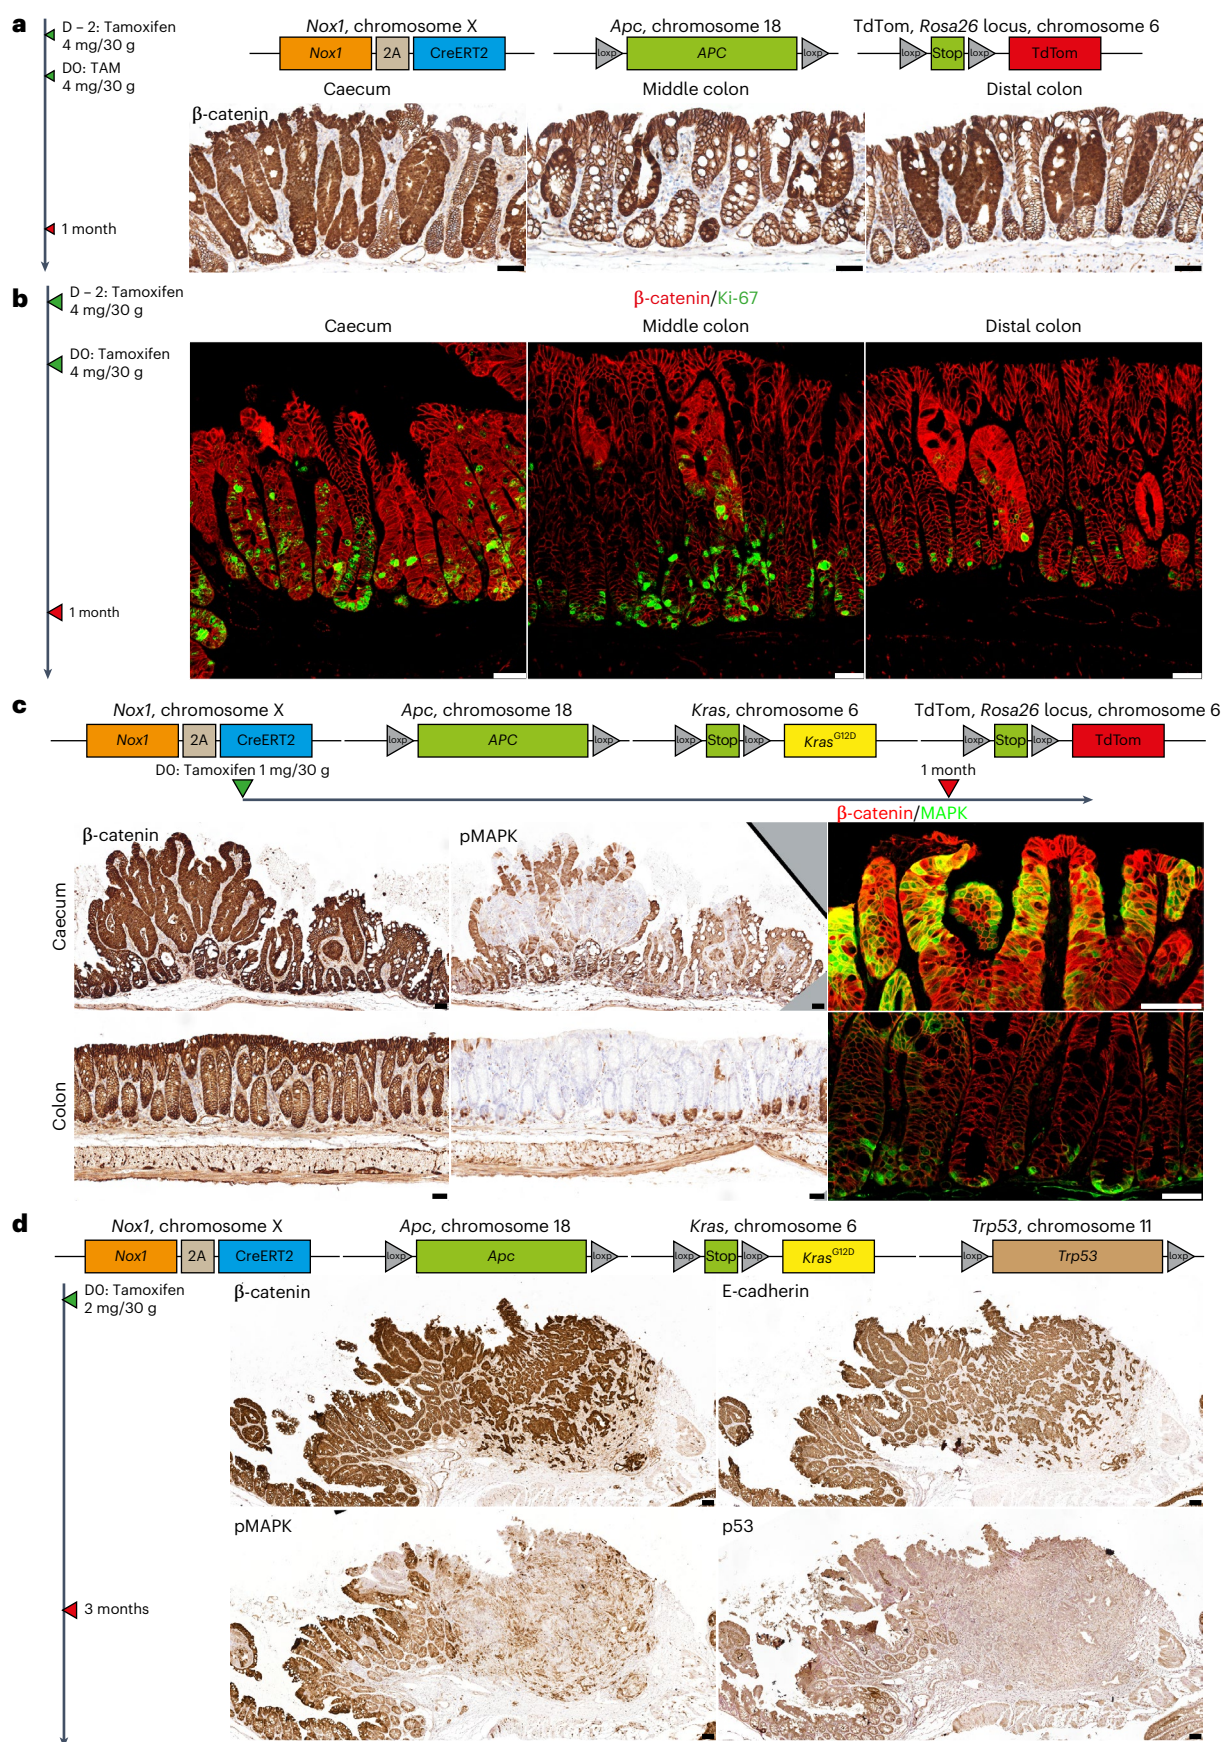 a
D – 2: Tamoxifen
4 mg/30 g
D0: TAM
4 mg/30 g
1 month
Nox1, chromosome X
Apc, chromosome 18
TdTom, Rosa26 locus, chromosome 6
Nox1 2A CreERT2
loxp APC loxp
loxp Stop loxp TdTom
Caecum
Middle colon
Distal colon
β-catenin
b
D – 2: Tamoxifen
4 mg/30 g
D0: Tamoxifen
4 mg/30 g
1 month
β-catenin/Ki-67
Caecum
Middle colon
Distal colon
c
Nox1, chromosome X
Apc, chromosome 18
Kras, chromosome 6
TdTom, Rosa26 locus, chromosome 6
Nox1 2A CreERT2
loxp APC loxp
loxp Stop loxp KrasG12D
loxp Stop loxp TdTom
D0: Tamoxifen 1 mg/30 g
1 month
β-catenin/MAPK
β-catenin
pMAPK
Caecum
Colon
d
Nox1, chromosome X
Apc, chromosome 18
Kras, chromosome 6
Trp53, chromosome 11
Nox1 2A CreERT2
loxp Apc loxp
loxp Stop loxp KrasG12D
loxp Trp53 loxp
D0: Tamoxifen
2 mg/30 g
3 months
β-catenin
E-cadherin
pMAPK
p53